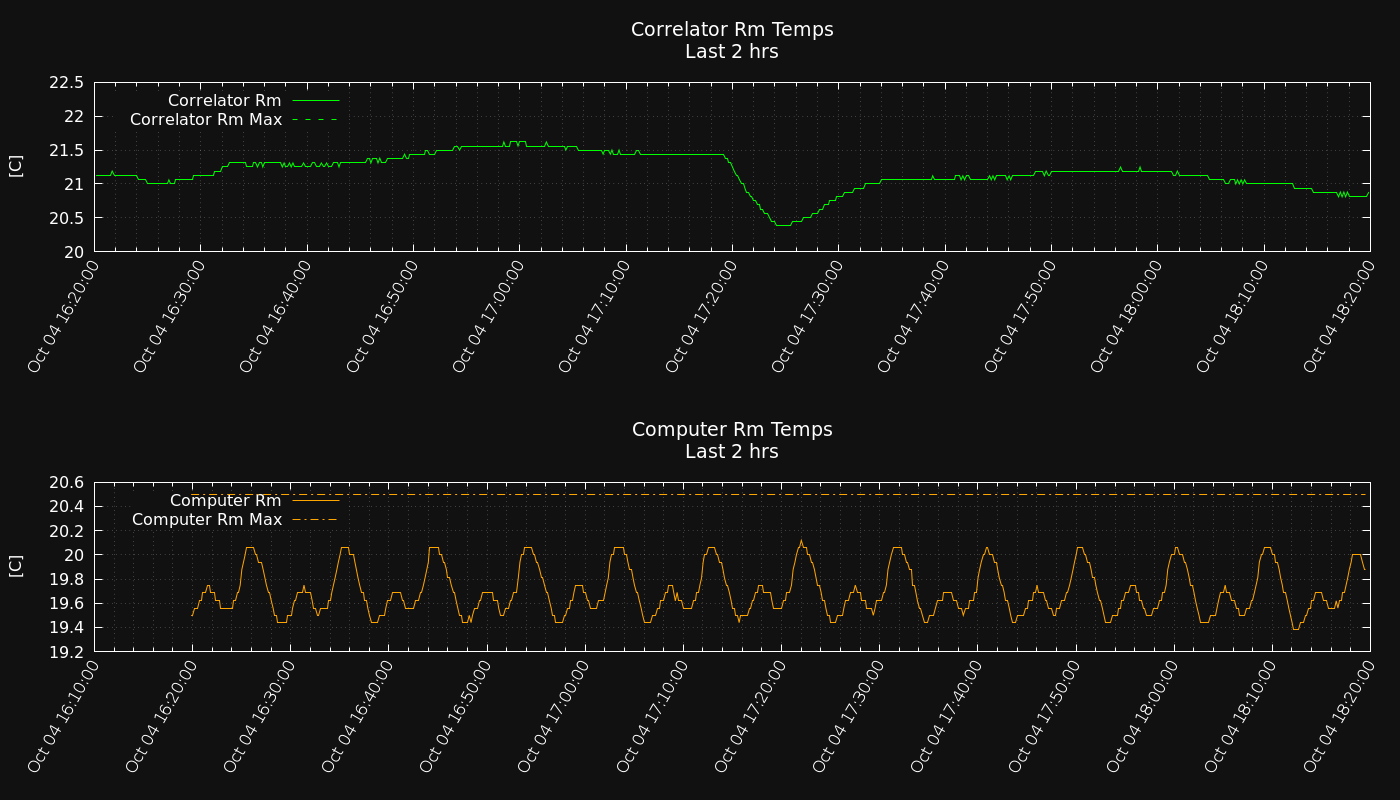 Correlator Rm Temps
Last 2 hrs
[C]
22.5
22
21.5
21
20.5
20
Correlator Rm
Correlator Rm Max
Oct 04 16:20:00
Oct 04 16:30:00
Oct 04 16:40:00
Oct 04 16:50:00
Oct 04 17:00:00
Oct 04 17:10:00
Oct 04 17:20:00
Oct 04 17:30:00
Oct 04 17:40:00
Oct 04 17:50:00
Oct 04 18:00:00
Oct 04 18:10:00
Oct 04 18:20:00
Computer Rm Temps
Last 2 hrs
[C]
20.6
20.4
20.2
20
19.8
19.6
19.4
19.2
Computer Rm
Computer Rm Max
Oct 04 16:10:00
Oct 04 16:20:00
Oct 04 16:30:00
Oct 04 16:40:00
Oct 04 16:50:00
Oct 04 17:00:00
Oct 04 17:10:00
Oct 04 17:20:00
Oct 04 17:30:00
Oct 04 17:40:00
Oct 04 17:50:00
Oct 04 18:00:00
Oct 04 18:10:00
Oct 04 18:20:00